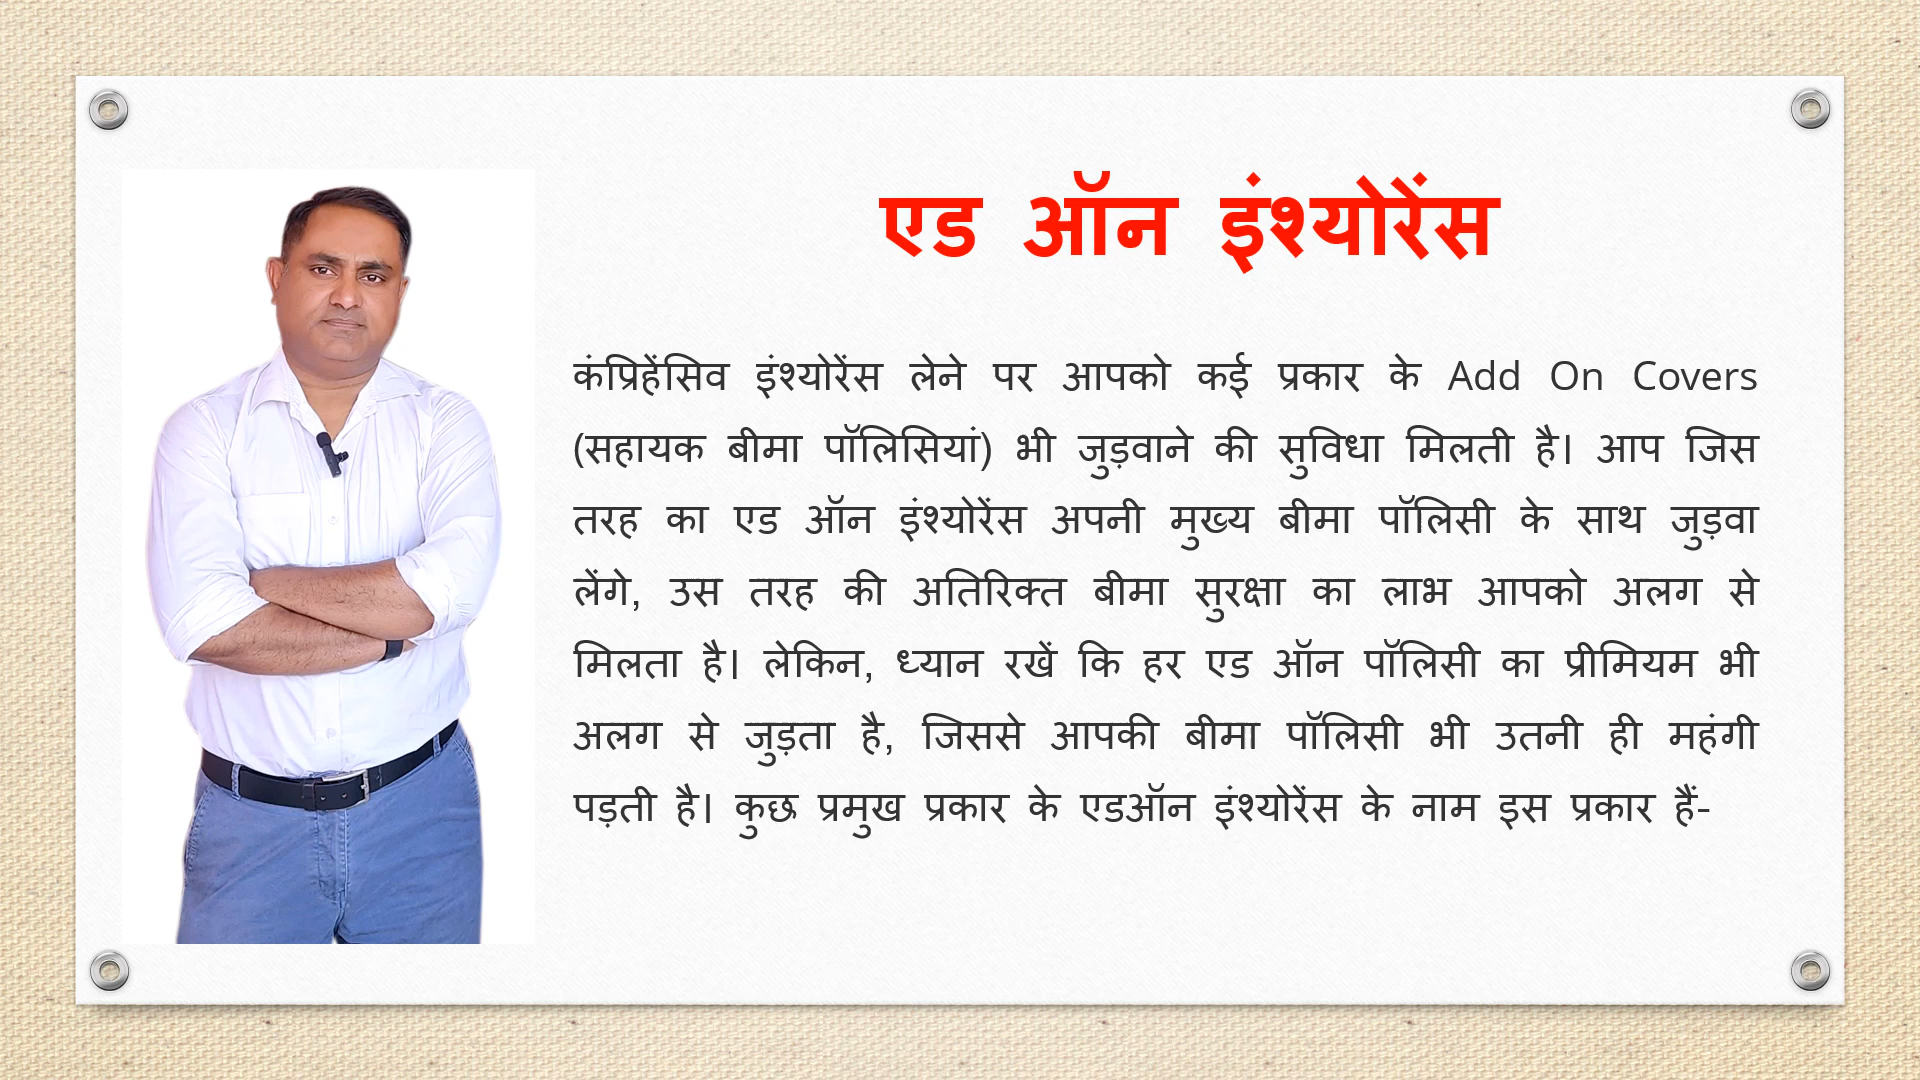 एड ऑन इंश्योरेंस
कंप्रिहेंसिव इंश्योरेंस लेने पर आपको कई प्रकार के Add On Covers
(सहायक बीमा पॉलिसियां) भी जुड़वाने की सुविधा मिलती है। आप जिस
तरह का एड ऑन इंश्योरेंस अपनी मुख्य बीमा पॉलिसी के साथ जुड़वा
लेंगे, उस तरह की अतिरिक्त बीमा सुरक्षा का लाभ आपको अलग से
मिलता है। लेकिन, ध्यान रखें कि हर एड ऑन पॉलिसी का प्रीमियम भी
अलग से जुड़ता है, जिससे आपकी बीमा पॉलिसी भी उतनी ही महंगी
पड़ती है। कुछ प्रमुख प्रकार के एडऑन इंश्योरेंस के नाम इस प्रकार हैं-